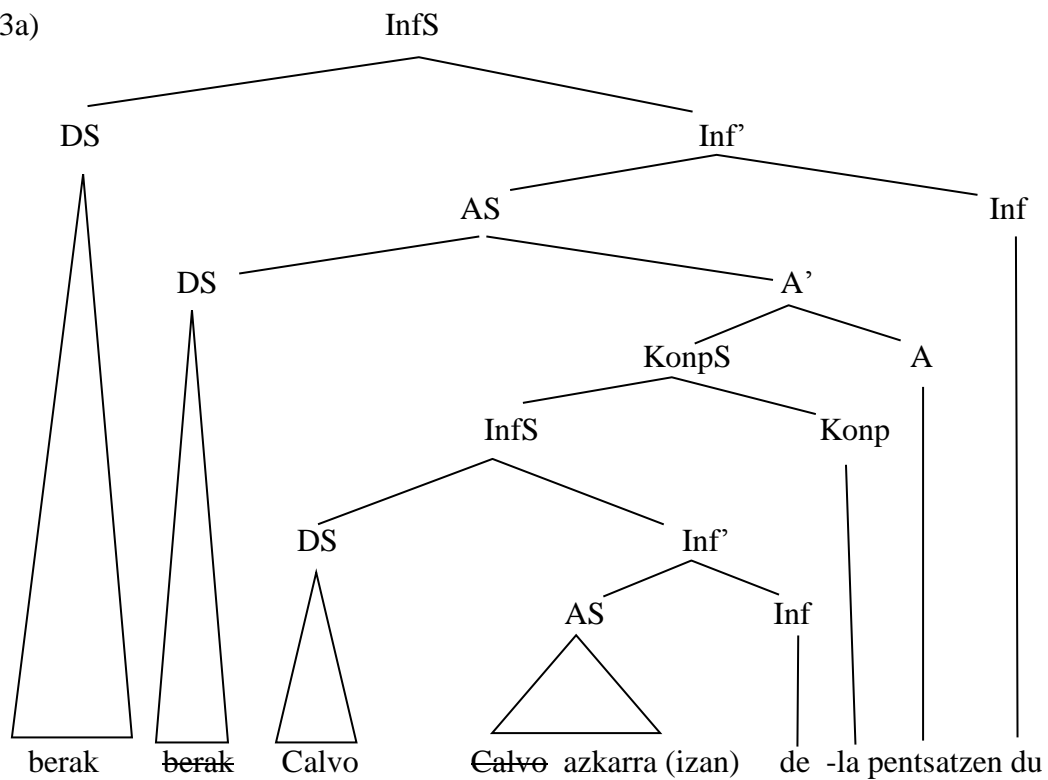 3a) InfS
DS Inf’
AS Inf
DS A’
KonpS A
InfS Konp
DS Inf’
AS Inf
berak berak Calvo Calvo azkarra (izan) de -la pentsatzen du